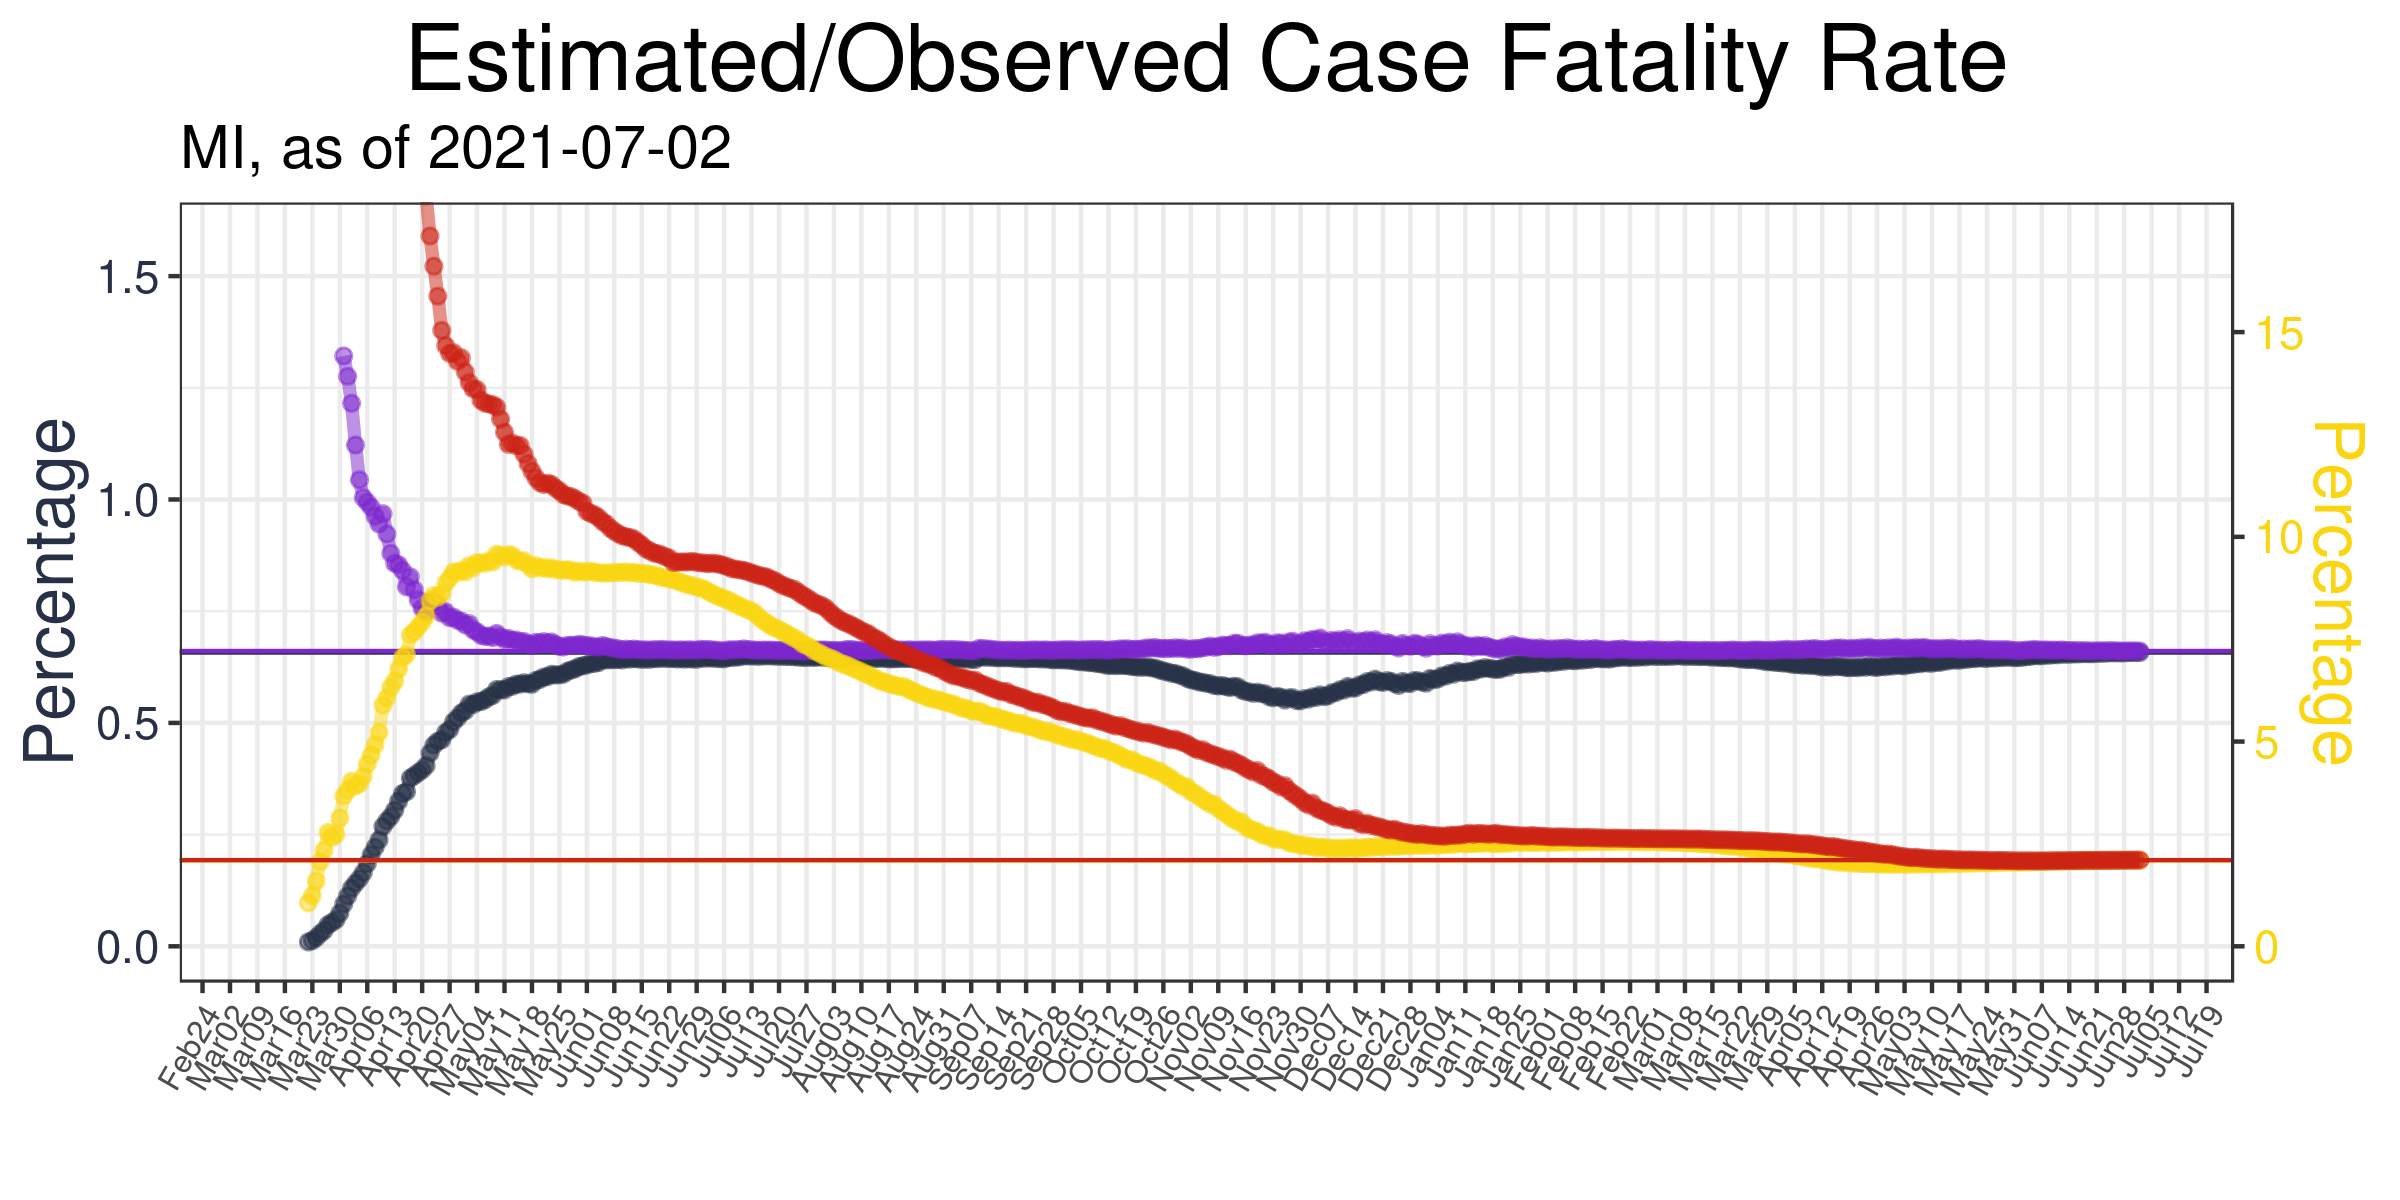 Estimated/Observed Case Fatality Rate
MI, as of 2021-07-02
Percentage
1.5
1.0
0.5
0.0
15
10
5
0
Percentage
Feb24
Mar02
Mar09
Mar16
Mar23
Mar30
Apr06
Apr13
Apr20
Apr27
May04
May11
May18
May25
Jun01
Jun08
Jun15
Jun22
Jun29
Jul06
Jul13
Jul20
Jul27
Aug03
Aug10
Aug17
Aug24
Aug31
Sep07
Sep14
Sep21
Sep28
Oct05
Oct12
Oct19
Oct26
Nov02
Nov09
Nov16
Nov23
Nov30
Dec07
Dec14
Dec21
Dec28
Jan04
Jan11
Jan18
Jan25
Feb01
Feb08
Feb15
Feb22
Mar01
Mar08
Mar15
Mar22
Mar29
Apr05
Apr12
Apr19
Apr26
May03
May10
May17
May24
May31
Jun07
Jun14
Jun21
Jun28
Jul05
Jul12
Jul19